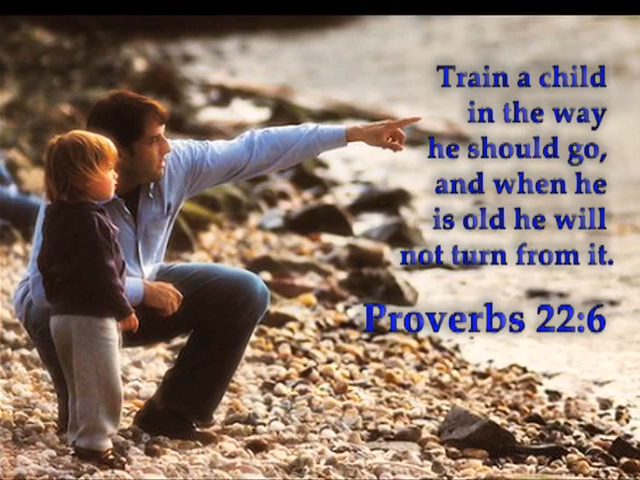 Train a child
in the way
he should go,
and when he
is old he will
not turn from it.
Proverbs 22:6